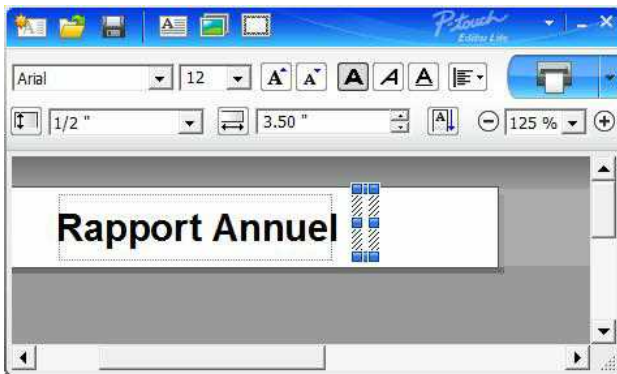 P-touch
Editor Lite
Arial 12 A A A A A
1/2 " 3.50 " A 125 %
Rapport Annuel